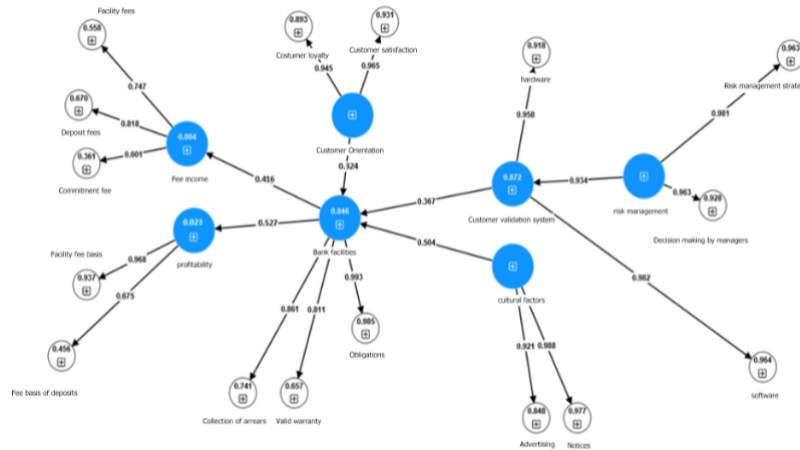 Facility fees
0.558
0.747
0.670
Deposit fees
0.818
0.361
0.601
Commitment fee
Fee income
0.416
0.893
Costumer loyalty
0.945
0.931
Customer satisfaction
0.965
Customer Orientation
0.324
0.918
hardware
0.958
0.963
Risk management strate
0.981
0.872
Customer validation system
0.934
risk management
0.963
0.928
Decision making by managers
0.367
0.846
Bank facilities
0.527
0.823
profitability
Facility fee basis
0.937
0.968
0.675
0.456
Fee basis of deposits
0.504
cultural factors
0.982
0.993
0.985
Obligations
0.861
0.811
0.741
0.657
Collection of arrears
Valid warranty
0.921
0.988
0.848
0.977
Advertising
Notices
0.964
software